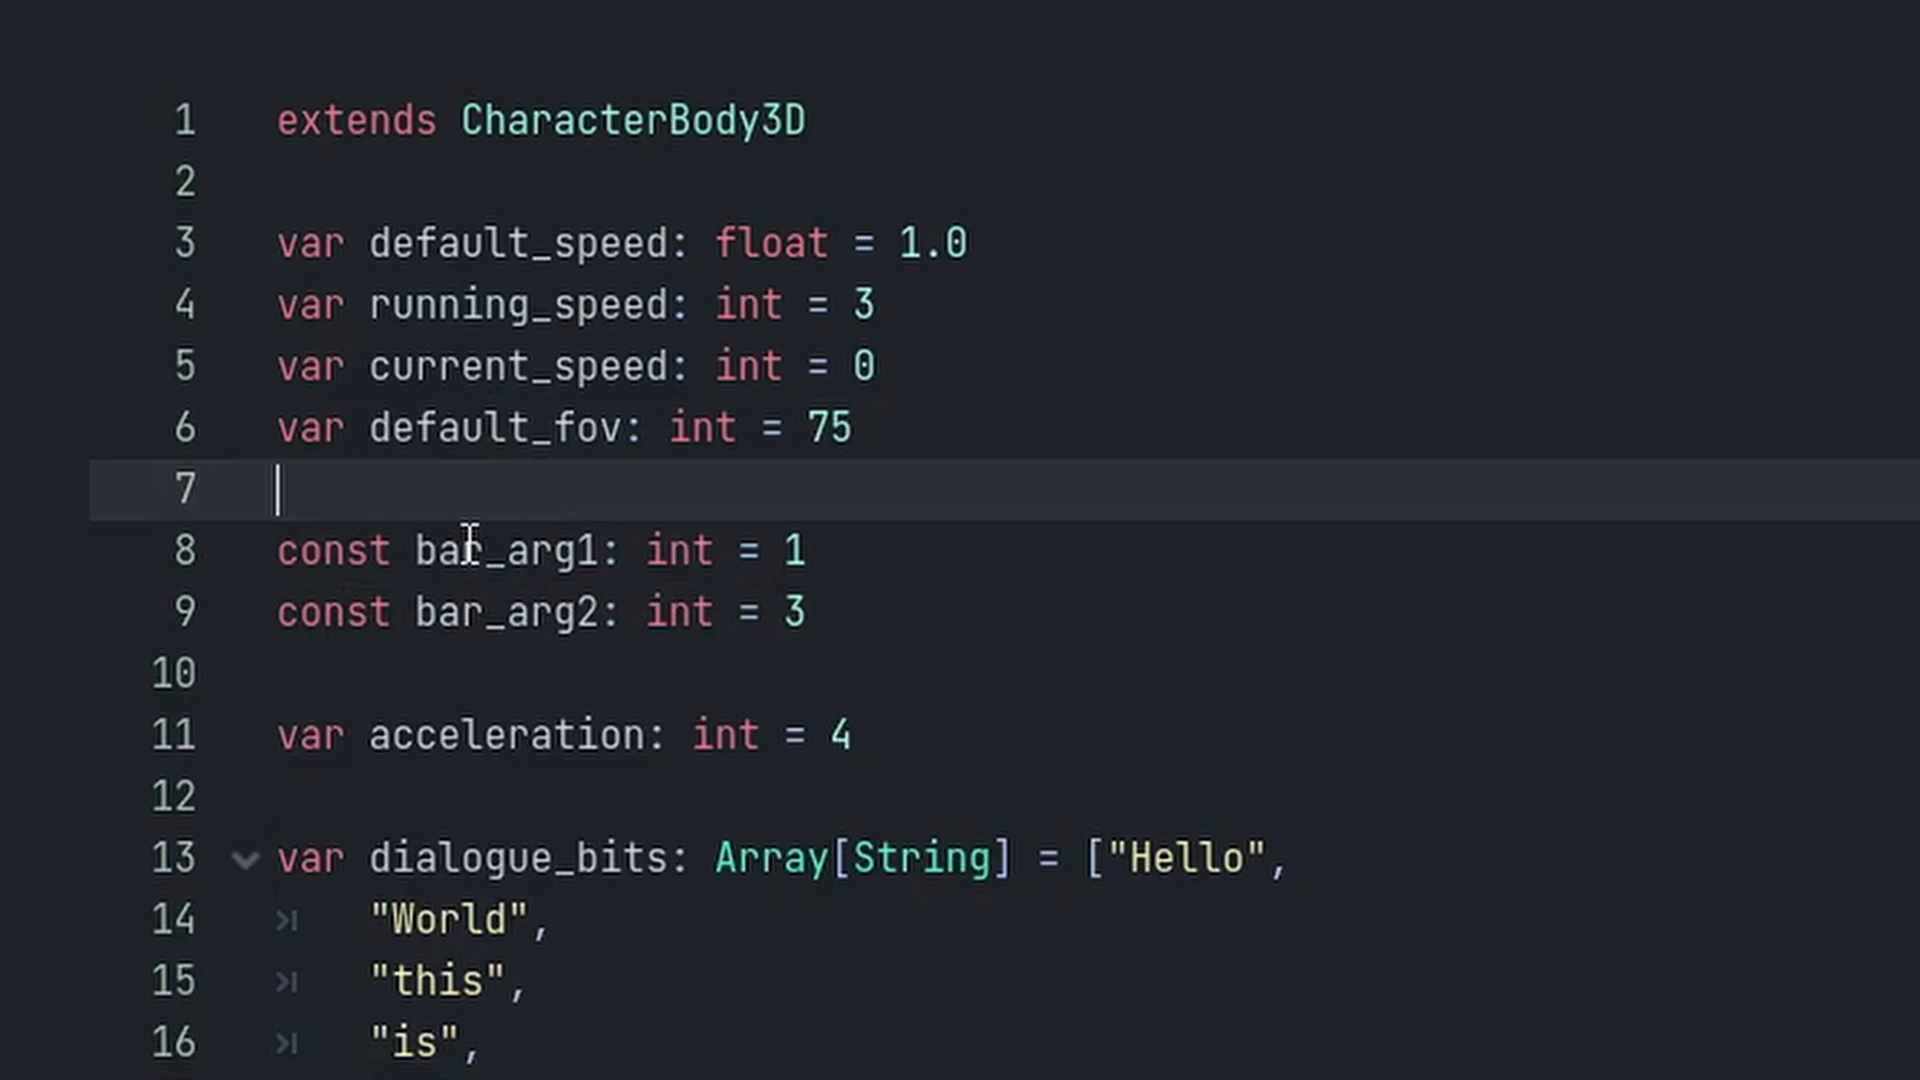 1 extends CharacterBody3D
2
3 var default_speed: float = 1.0
4 var running_speed: int = 3
5 var current_speed: int = 0
6 var default_fov: int = 75
7
8 const bar_arg1: int = 1
9 const bar_arg2: int = 3
10
11 var acceleration: int = 4
12
13 var dialogue_bits: Array[String] = ["Hello",
14 "World",
15 "this",
16 "is",